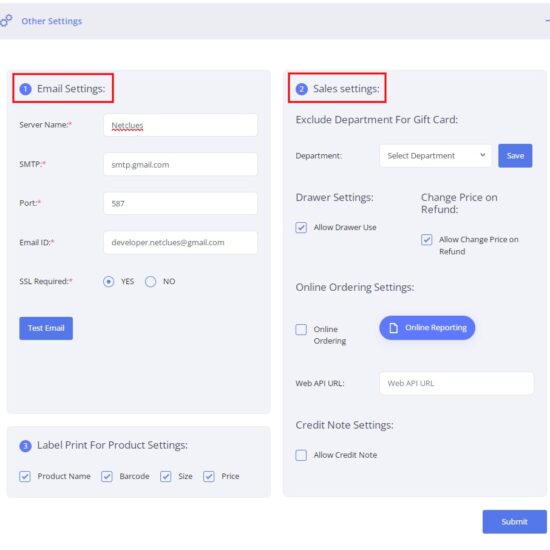 Other Settings
1 Email Settings:
Server Name:* Netclues
SMTP:* smtp.gmail.com
Port:* 587
Email ID:* developer.netclues@gmail.com
SSL Required:* YES NO
Test Email
2 Sales settings:
Exclude Department For Gift Card:
Department: Select Department Save
Drawer Settings:
Allow Drawer Use
Change Price on
Refund:
Allow Change Price on
Refund
Online Ordering Settings:
Online
Ordering
Online Reporting
Web API URL: Web API URL
Credit Note Settings:
Allow Credit Note
3 Label Print For Product Settings:
Product Name Barcode Size Price
Submit